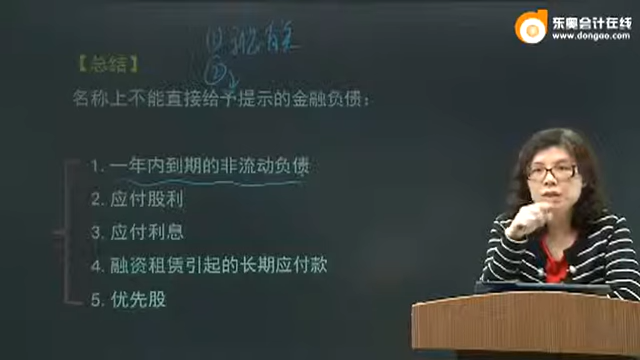 东奥会计在线
www.dongao.com
【总结】
名称上不能直接给予提示的金融负债：
1. 一年内到期的非流动负债
2. 应付股利
3. 应付利息
4. 融资租赁引起的长期应付款
5. 优先股